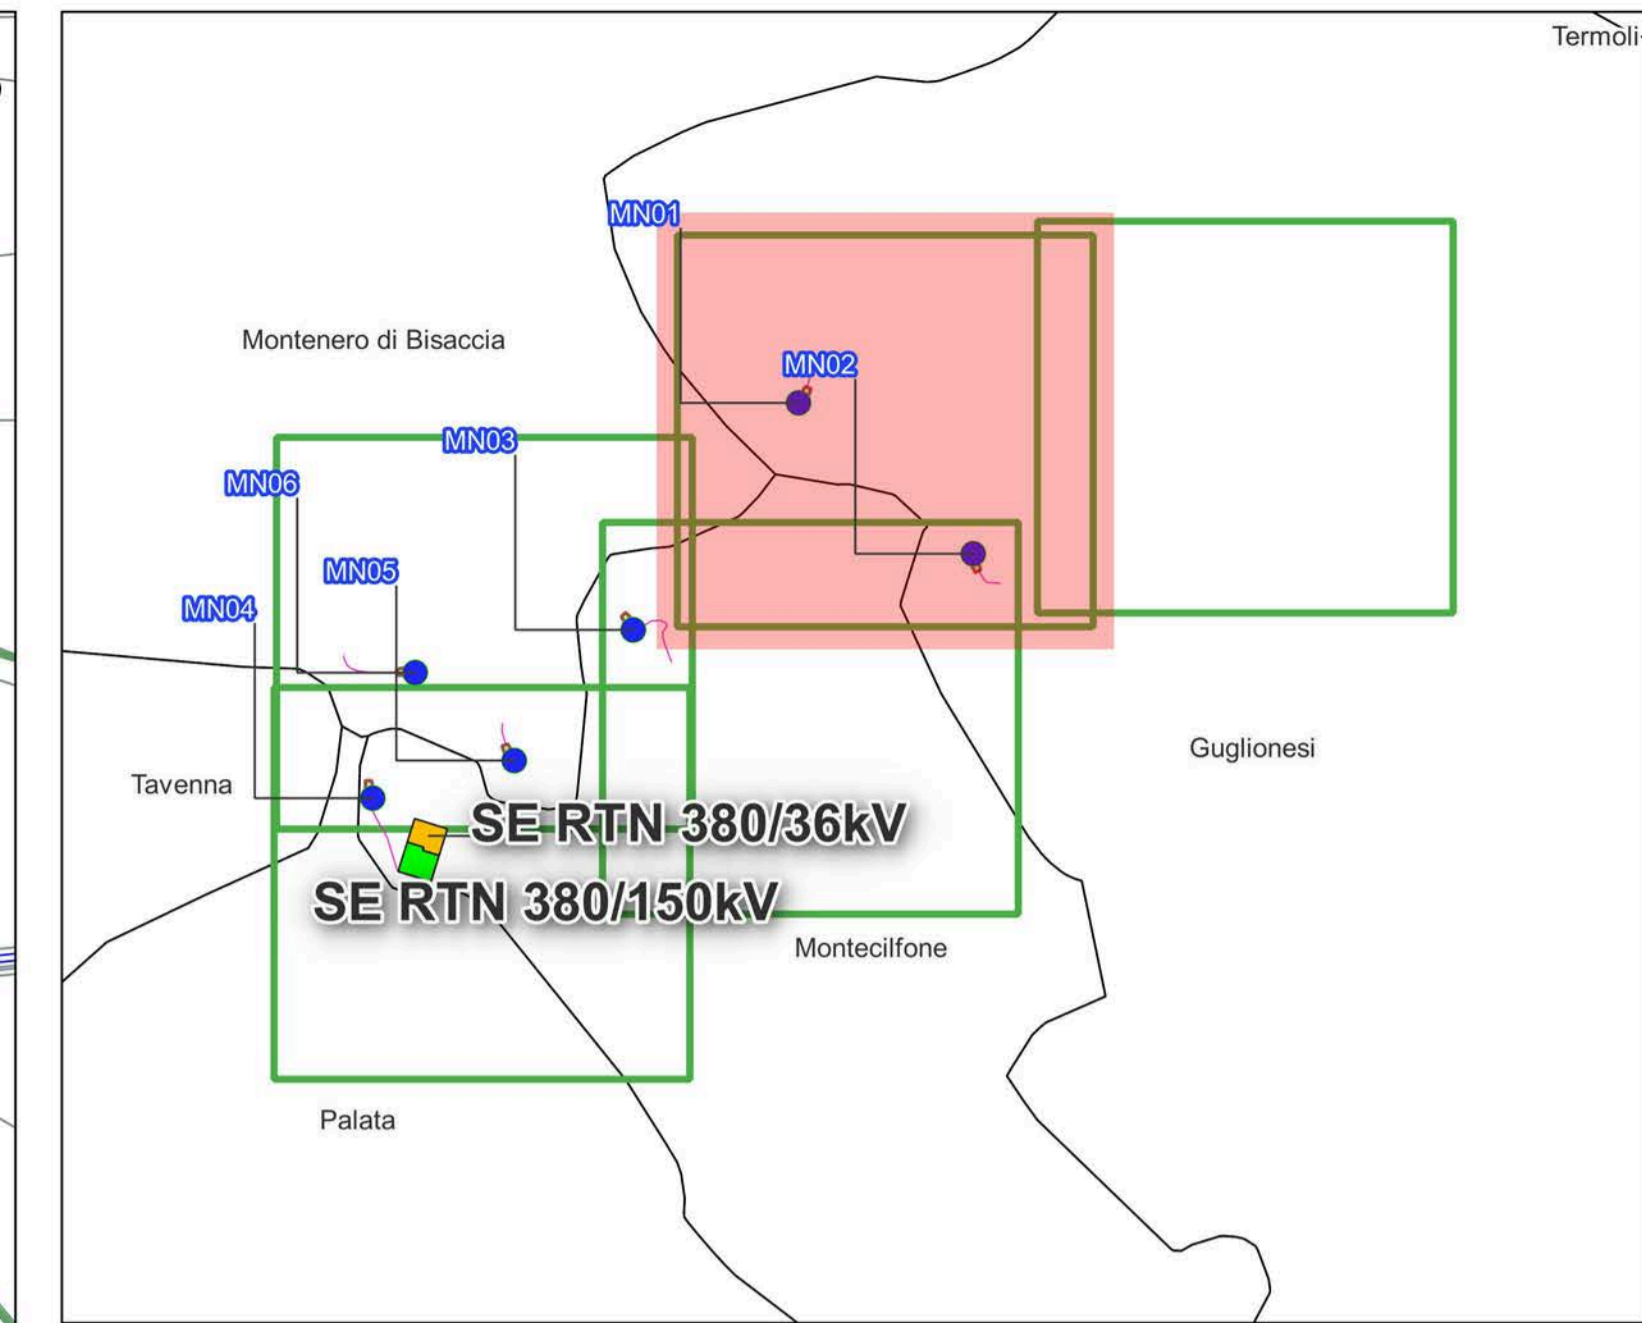 Termoli-
MN01
Montenero di Bisaccia
MN02
MN03
MN06
MN05
MN04
Guglionesi
Tavenna
SE RTN 380/36kV
SE RTN 380/150kV
Montecilfone
Palata